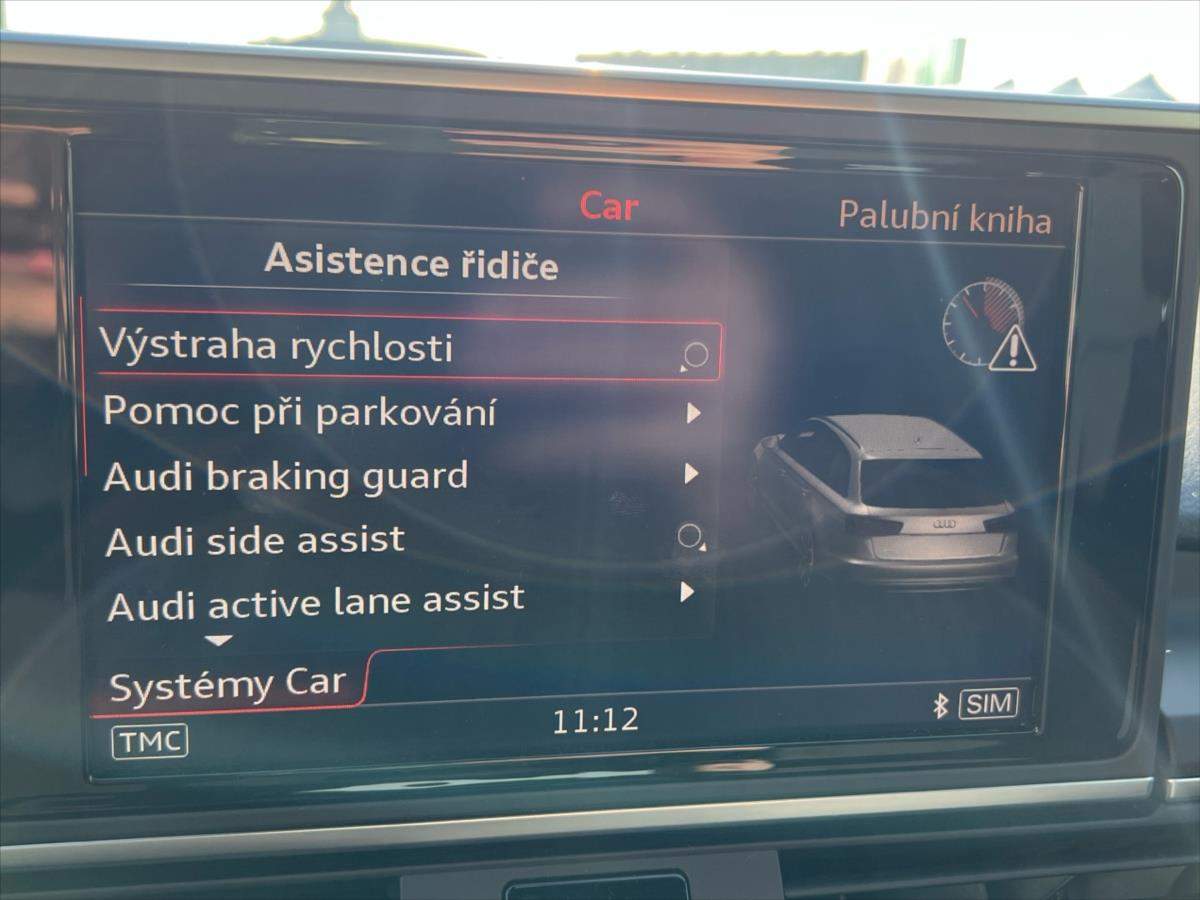 Car
Palubní kniha
Asistence řidiče
Výstraha rychlosti
Pomoc při parkování
Audi braking guard
Audi side assist
Audi active lane assist
Systémy Car
TMC
11:12
SIM